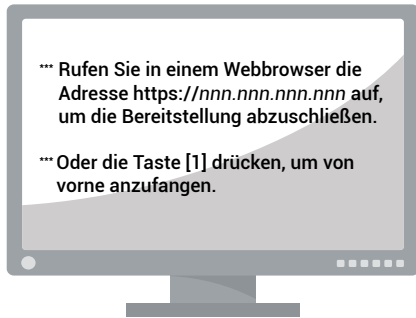 *** Rufen Sie in einem Webbrowser die
Adresse https://nnn.nnn.nnn.nnn auf,
um die Bereitstellung abzuschließen.
*** Oder die Taste [1] drücken, um von
vorne anzufangen.